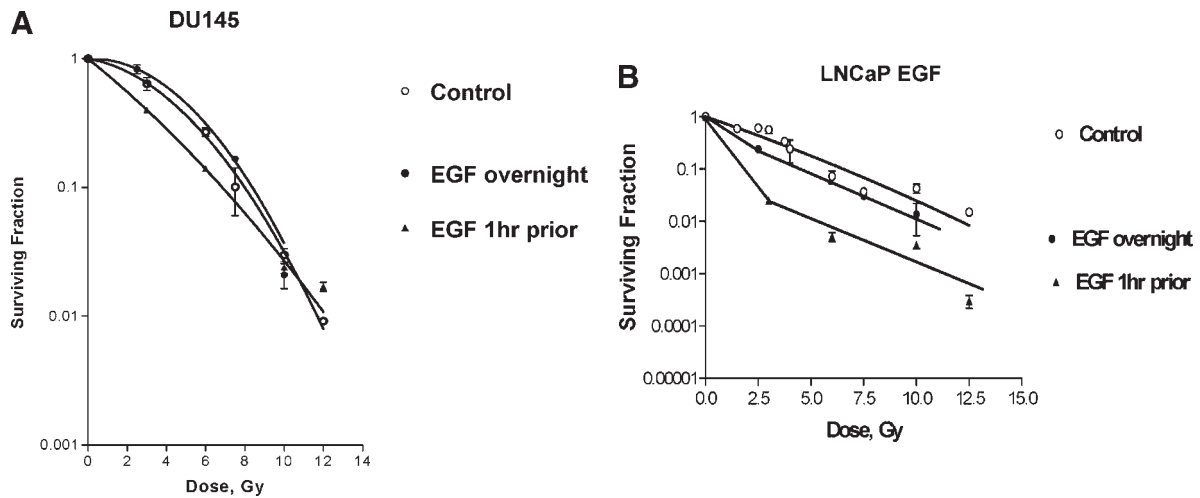 A
DU145
1
0.1
0.01
0.001
0 2 4 6 8 10 12 14
Surviving Fraction
Dose, Gy
Control
EGF overnight
EGF 1hr prior
B
LNCaP EGF
1
0.1
0.01
0.001
0.0001
0.00001
0.0 2.5 5.0 7.5 10.0 12.5 15.0
Surviving Fraction
Dose, Gy
Control
EGF overnight
EGF 1hr prior